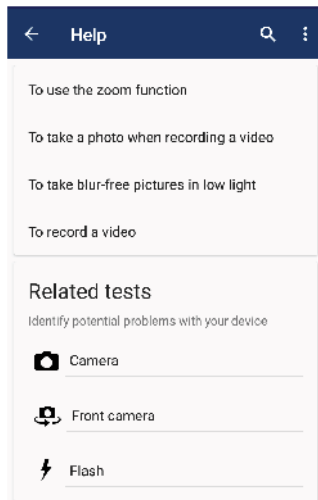 Help
To use the zoom function
To take a photo when recording a video
To take blur-free pictures in low light
To record a video
Related tests
Identify potential problems with your device
Camera
Front camera
Flash